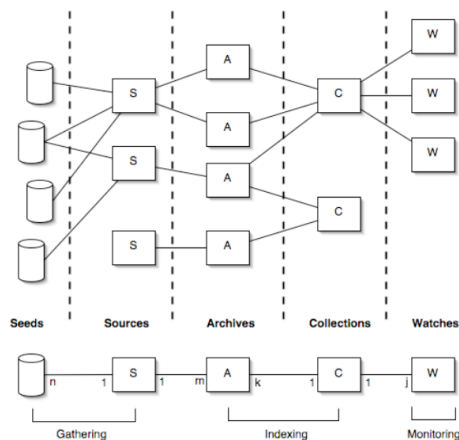 W
A
S C W
A
W
S A
C
S A
Seeds Sources Archives Collections Watches
n 1 S 1 m A k 1 C 1 j W
Gathering Indexing Monitoring